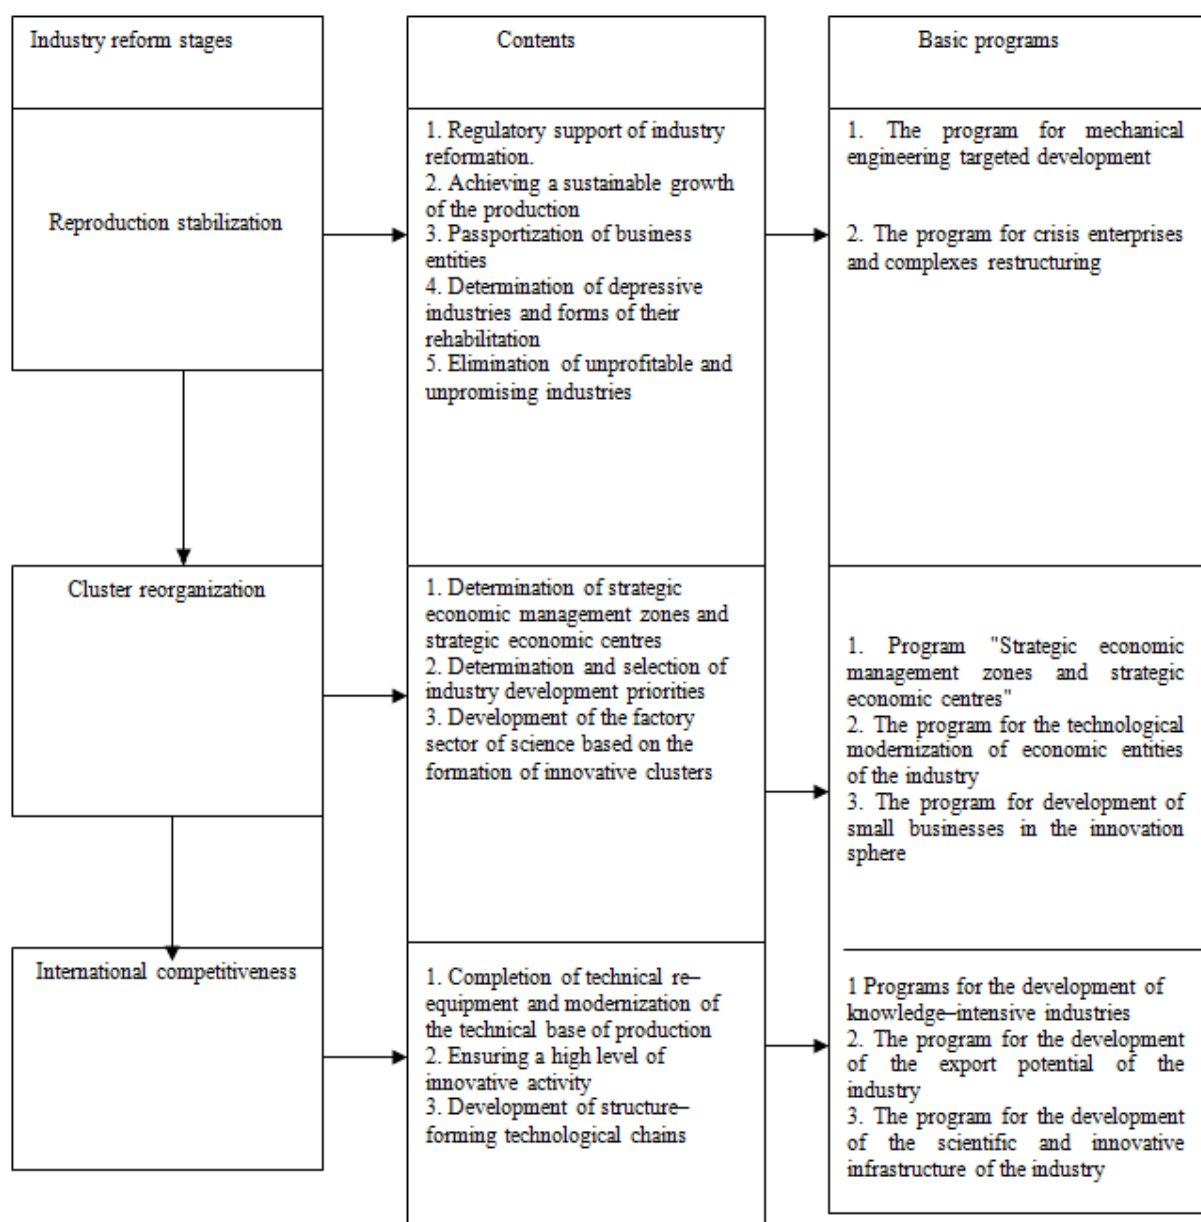 Industry reform stages
Contents
Basic programs
Reproduction stabilization
1. Regulatory support of industry
reformation.
2. Achieving a sustainable growth
of the production
3. Passportization of business
entities
4. Determination of depressive
industries and forms of their
rehabilitation
5. Elimination of unprofitable and
unpromising industries
1. The program for mechanical
engineering targeted development
2. The program for crisis enterprises
and complexes restructuring
Cluster reorganization
1. Determination of strategic
economic management zones and
strategic economic centres
2. Determination and selection of
industry development priorities
3. Development of the factory
sector of science based on the
formation of innovative clusters
1. Program "Strategic economic
management zones and strategic
economic centres"
2. The program for the technological
modernization of economic entities
of the industry
3. The program for development of
small businesses in the innovation
sphere
International competitiveness
1. Completion of technical re–
equipment and modernization of
the technical base of production
2. Ensuring a high level of
innovative activity
3. Development of structure–
forming technological chains
1 Programs for the development of
knowledge–intensive industries
2. The program for the development
of the export potential of the
industry
3. The program for the development
of the scientific and innovative
infrastructure of the industry